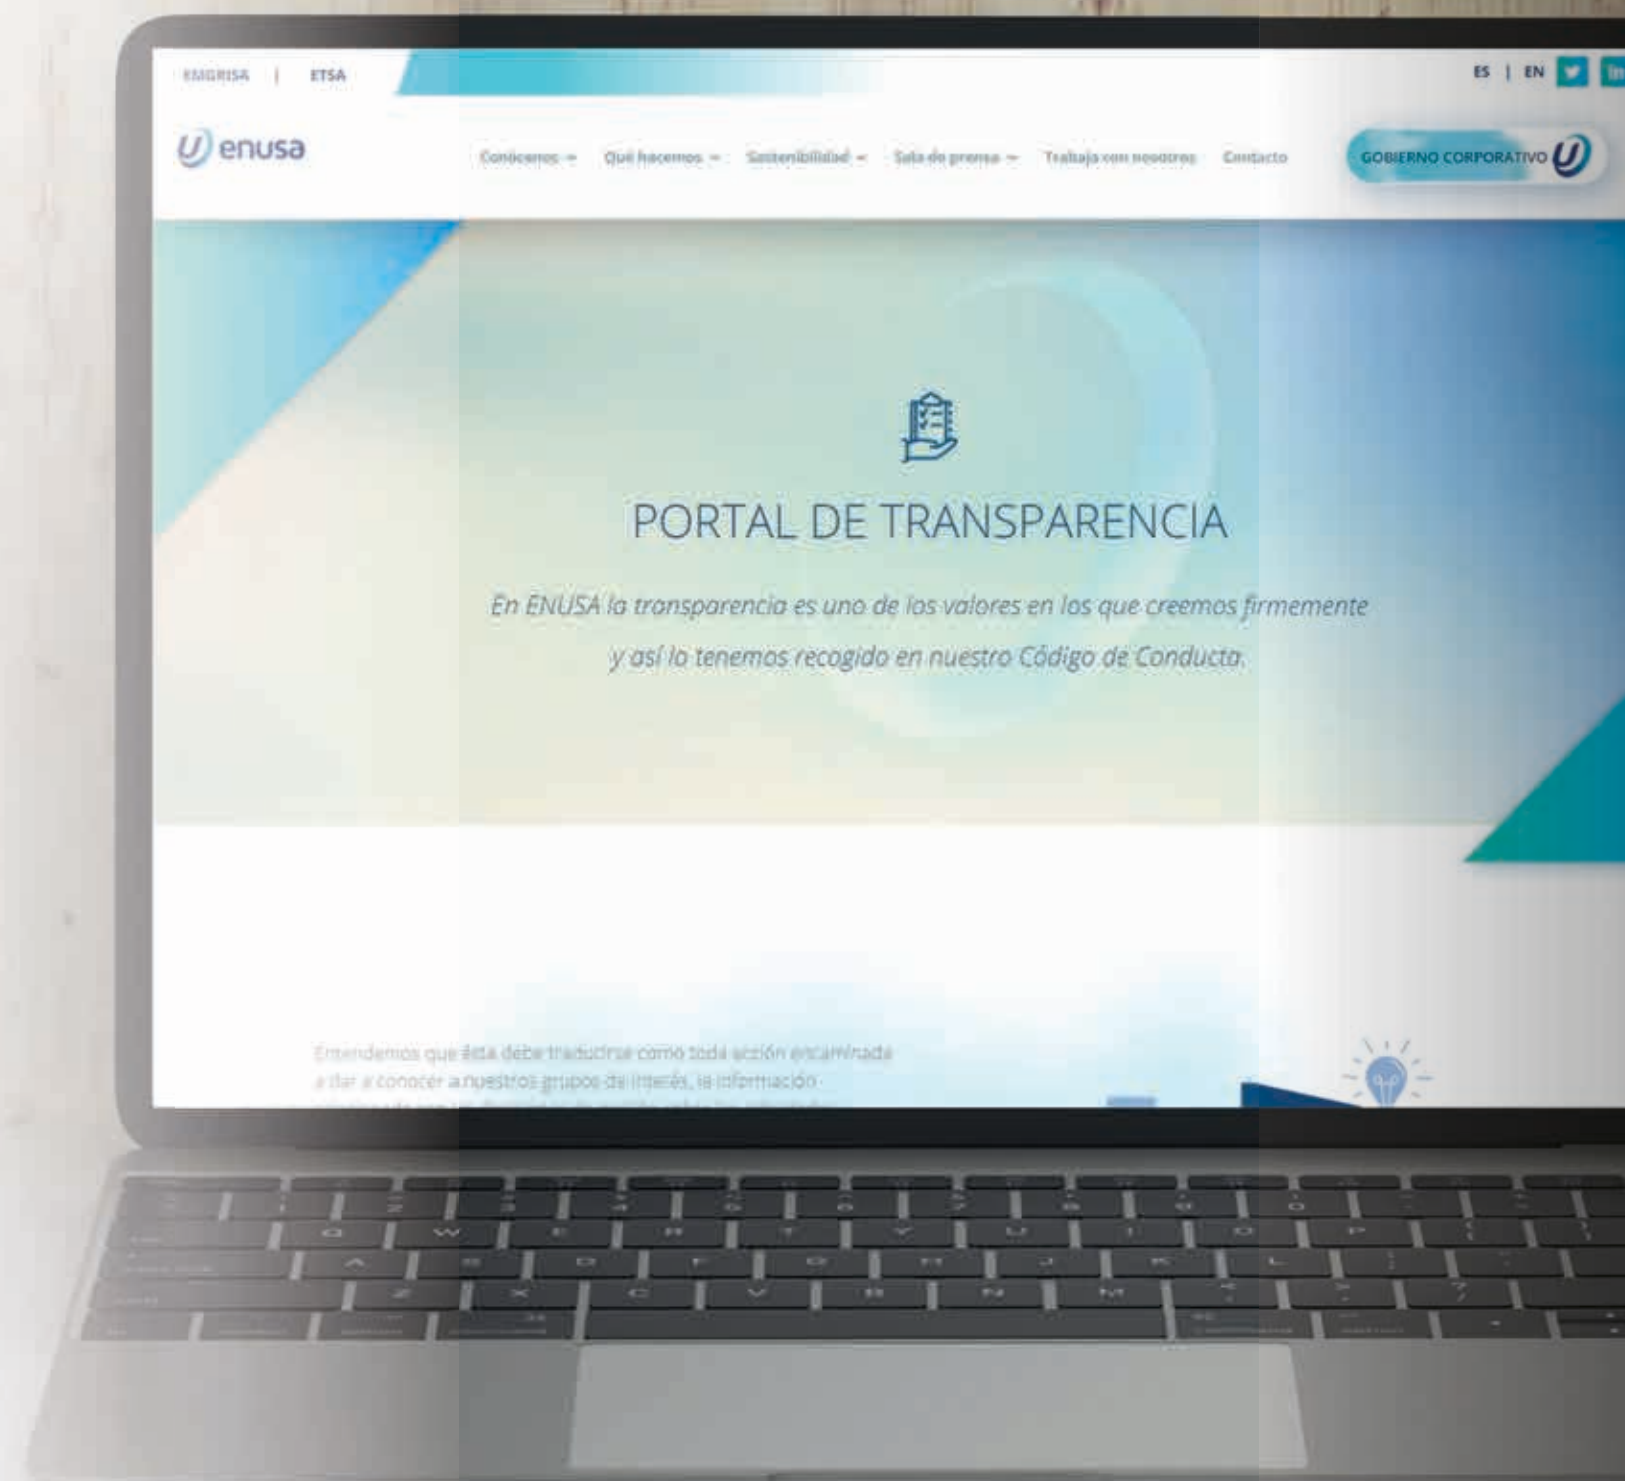 EMGRISA | ETSA
ES | EN
enusa
Conócenos Qué hacemos Sostenibilidad Sala de prensa Trabaja con nosotros Contacto
GOBIERNO CORPORATIVO
PORTAL DE TRANSPARENCIA
En ENUSA la transparencia es uno de los valores en los que creemos firmemente
y así lo tenemos recogido en nuestro Código de Conducta.
Entendemos que ésta debe traducirse como toda acción encaminada
a dar a conocer a nuestros grupos de interés, la información